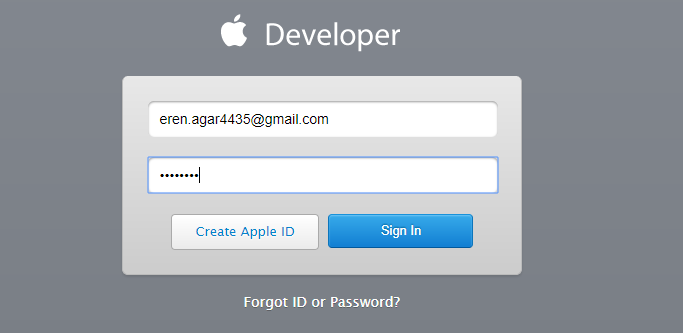 Developer
eren.agar4435@gmail.com
••••••••
Create Apple ID
Sign In
Forgot ID or Password?